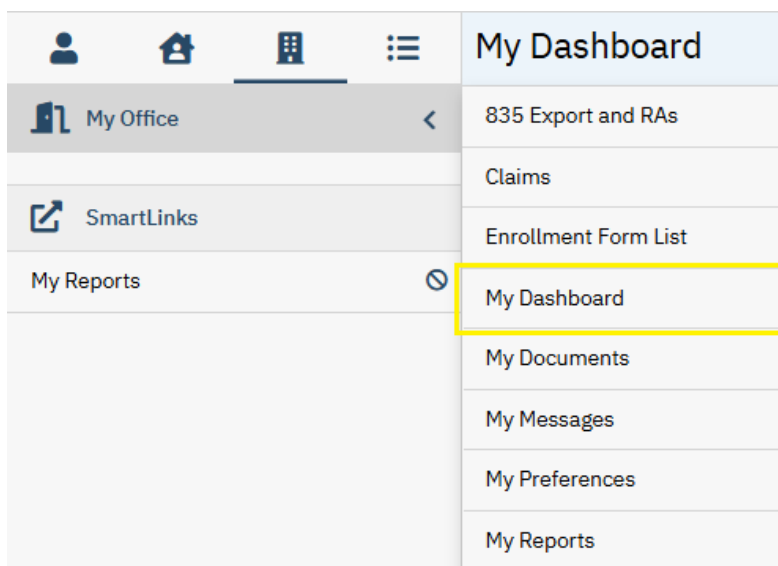 My Dashboard
My Office
SmartLinks
My Reports
835 Export and RAs
Claims
Enrollment Form List
My Dashboard
My Documents
My Messages
My Preferences
My Reports